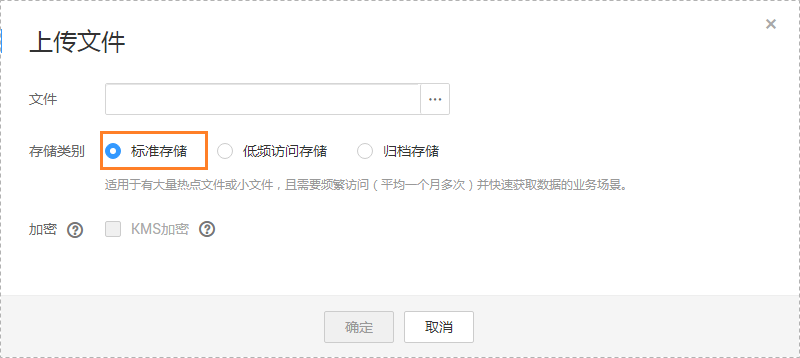 上传文件
文件 ...
存储类别 标准存储 低频访问存储 归档存储
适用于有大量热点文件或小文件，且需要频繁访问（平均一个月多次）并快速获取数据的业务场景。
加密 ? KMS加密 ?
确定 取消